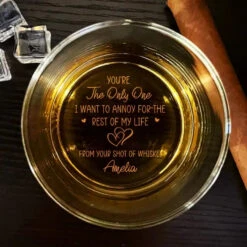 YOU'RE
The Only One
I WANT TO ANNOY FOR THE
REST OF MY LIFE
FROM YOUR SHOT OF WHISKEY
Amelia